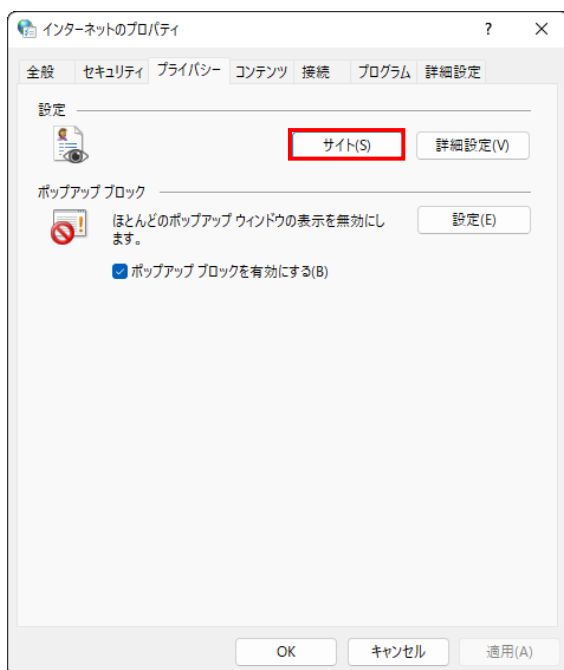 インターネットのプロパティ
全般 セキュリティ プライバシー コンテンツ 接続 プログラム 詳細設定
設定
サイト(S) 詳細設定(V)
ポップアップ ブロック
ほとんどのポップアップ ウィンドウの表示を無効にし 設定(E)
ます。
ポップアップ ブロックを有効にする(B)
OK キャンセル 適用(A)